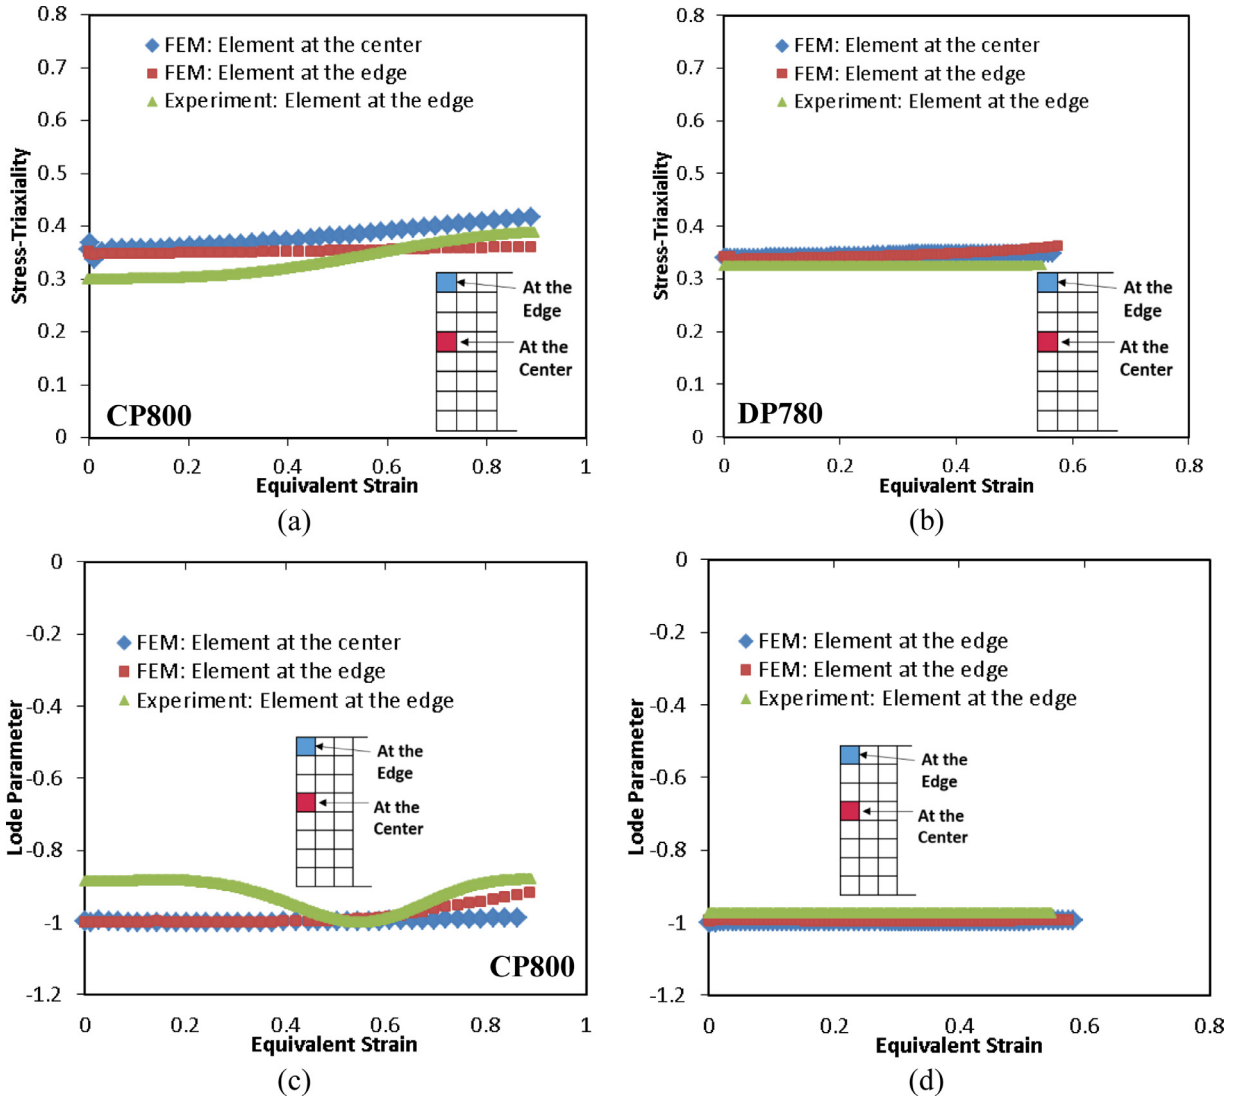 0.8
0.7
0.6
0.5
0.4
0.3
0.2
0.1
0
Stress-Triaxiality
FEM: Element at the center
FEM: Element at the edge
Experiment: Element at the edge
At the
Edge
At the
Center
CP800
0 0.2 0.4 0.6 0.8 1
Equivalent Strain
(a)
0.8
0.7
0.6
0.5
0.4
0.3
0.2
0.1
0
Stress-Triaxiality
FEM: Element at the center
FEM: Element at the edge
Experiment: Element at the edge
At the
Edge
At the
Center
DP780
0 0.2 0.4 0.6 0.8
Equivalent Strain
(b)
0
-0.2
-0.4
-0.6
-0.8
-1
-1.2
Lode Parameter
FEM: Element at the center
FEM: Element at the edge
Experiment: Element at the edge
At the
Edge
At the
Center
CP800
0 0.2 0.4 0.6 0.8 1
Equivalent Strain
(c)
0
-0.2
-0.4
-0.6
-0.8
-1
-1.2
Lode Parameter
FEM: Element at the edge
FEM: Element at the edge
Experiment: Element at the edge
At the
Edge
At the
Center
0 0.2 0.4 0.6 0.8
Equivalent Strain
(d)